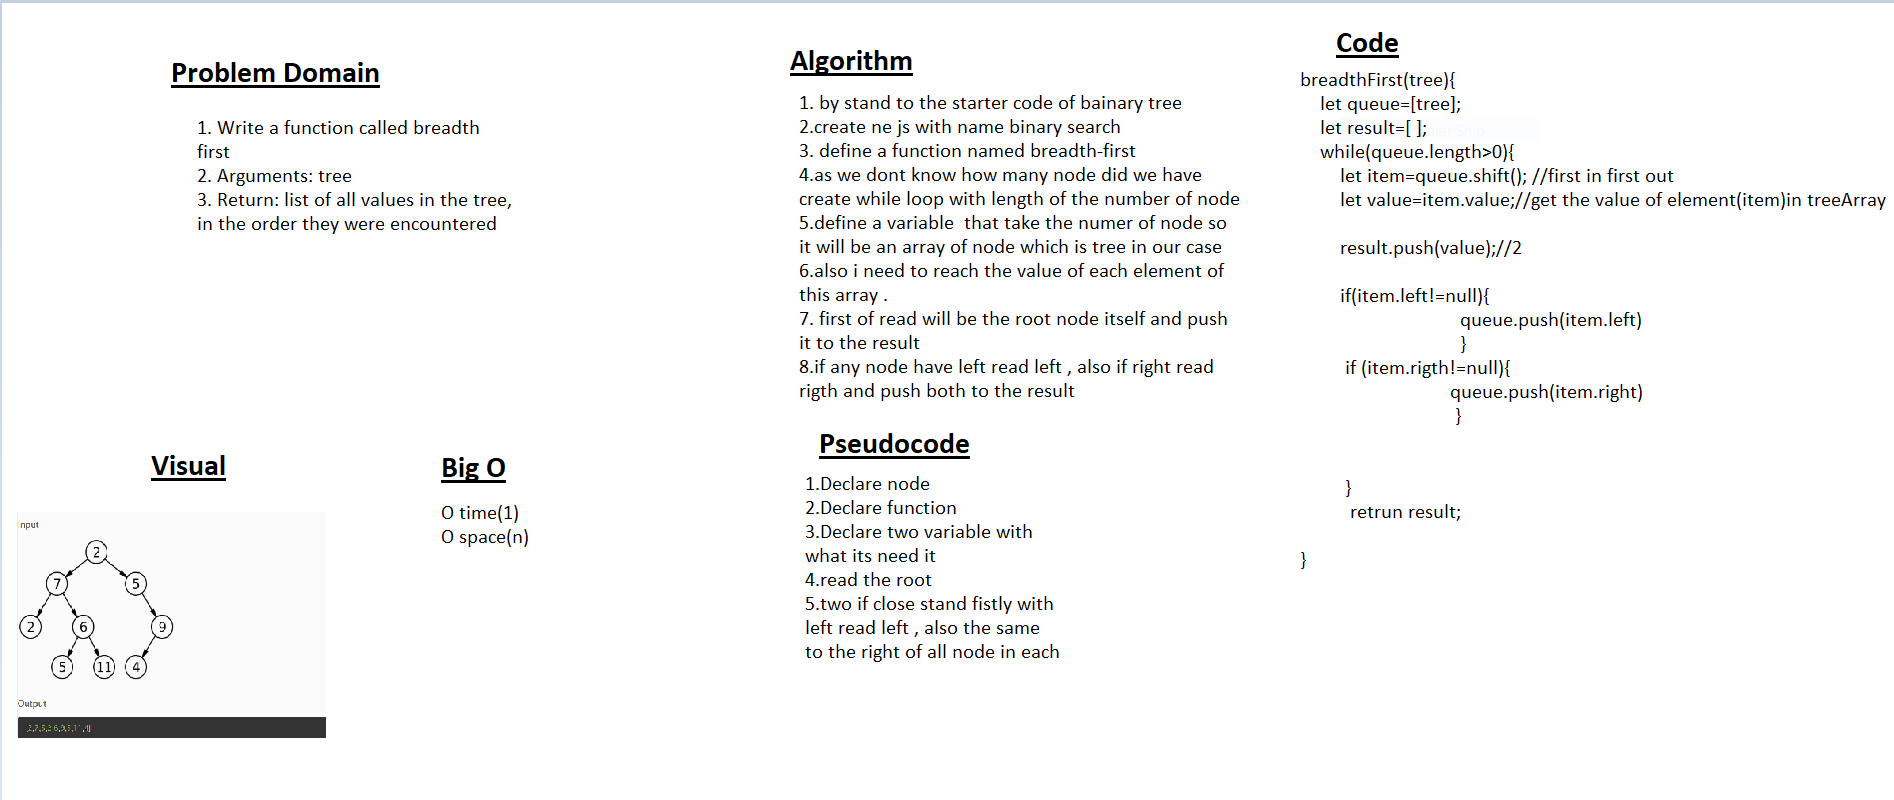 Problem Domain
1. Write a function called breadth
first
2. Arguments: tree
3. Return: list of all values in the tree,
in the order they were encountered
Visual
Input
2
7
5
2
6
9
5
11
4
Output
Big O
O time(1)
O space(n)
Algorithm
1. by stand to the starter code of bainary tree
2.create ne js with name binary search
3. define a function named breadth-first
4.as we dont know how many node did we have
create while loop with length of the number of node
5.define a variable  that take the numer of node so
it will be an array of node which is tree in our case
6.also i need to reach the value of each element of
this array .
7. first of read will be the root node itself and push
it to the result
8.if any node have left read left , also if right read
rigth and push both to the result
Pseudocode
1.Declare node
2.Declare function
3.Declare two variable with
what its need it
4.read the root
5.two if close stand fistly with
left read left , also the same
to the right of all node in each
Code
breadthFirst(tree){
let queue=[tree];
let result=[ ];
while(queue.length>0){
let item=queue.shift(); //first in first out
let value=item.value;//get the value of element(item)in treeArray
result.push(value);//2
if(item.left!=null){
queue.push(item.left)
}
if (item.rigth!=null){
queue.push(item.right)
}
}
retrun result;
}